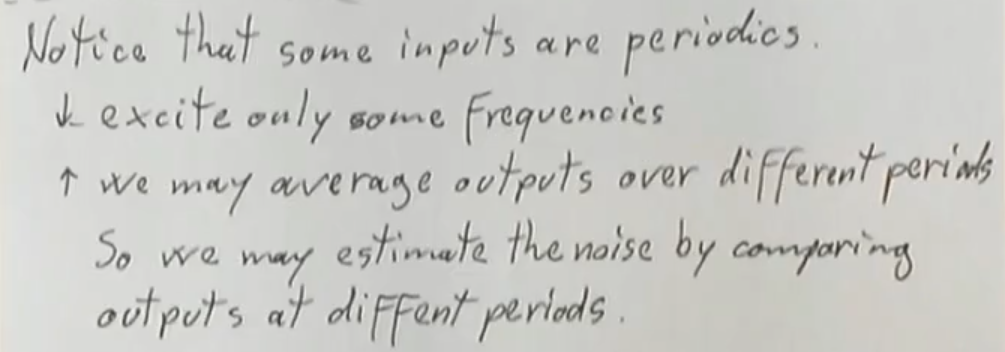 Notice that some inputs are periodics.
↓ excite only some frequencies
↑ we may average outputs over different periods
So we may estimate the noise by comparing
outputs at diffent periods.